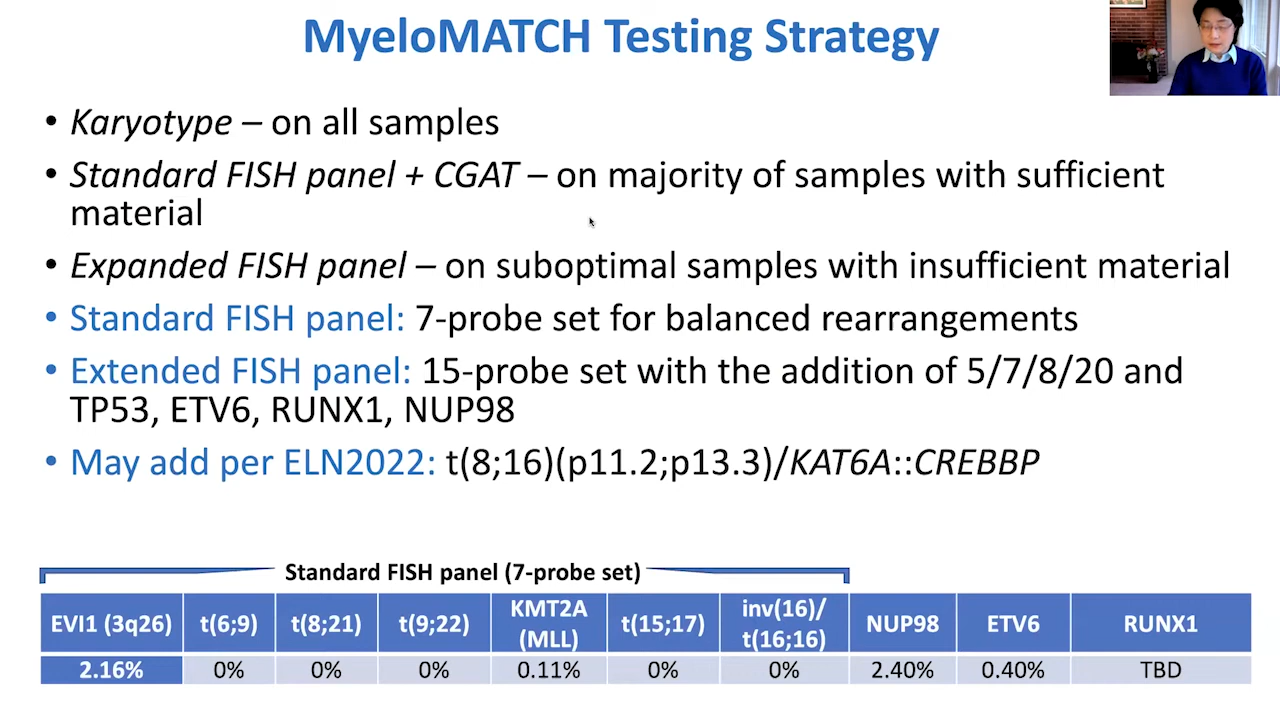 MyeloMATCH Testing Strategy
• Karyotype – on all samples
• Standard FISH panel + CGAT – on majority of samples with sufficient
material
• Expanded FISH panel – on suboptimal samples with insufficient material
• Standard FISH panel: 7-probe set for balanced rearrangements
• Extended FISH panel: 15-probe set with the addition of 5/7/8/20 and
TP53, ETV6, RUNX1, NUP98
• May add per ELN2022: t(8;16)(p11.2;p13.3)/KAT6A::CREBBP
Standard FISH panel (7-probe set)
EVI1 (3q26) t(6;9) t(8;21) t(9;22) KMT2A (MLL) t(15;17) inv(16)/ t(16;16) NUP98 ETV6 RUNX1
2.16% 0% 0% 0% 0.11% 0% 0% 2.40% 0.40% TBD